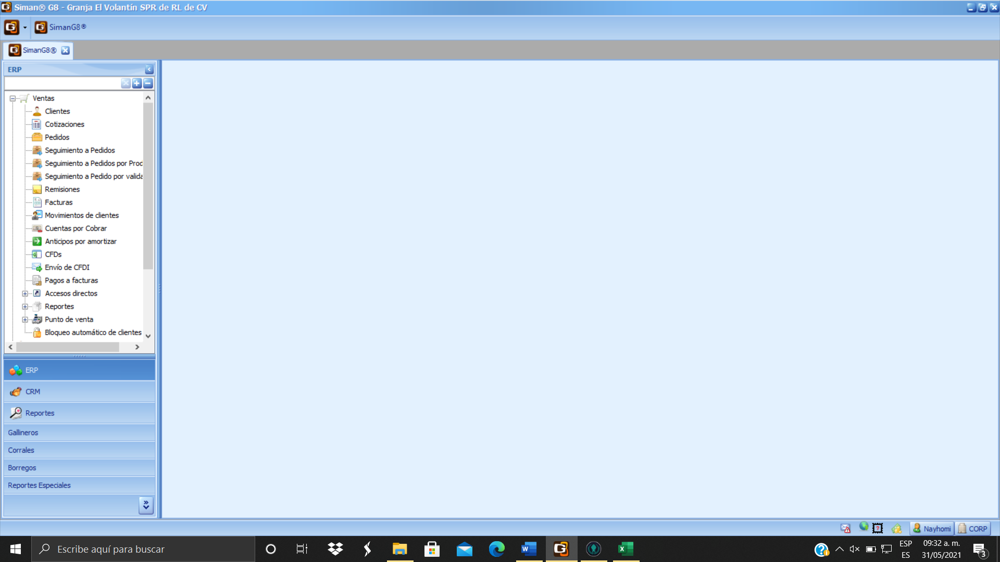 Siman® G8 - Granja El Volantín SPR de RL de CV
SimanG8®
SimanG8®
ERP
Ventas
Clientes
Cotizaciones
Pedidos
Seguimiento a Pedidos
Seguimiento a Pedidos por Proc
Seguimiento a Pedido por valida
Remisiones
Facturas
Movimientos de clientes
Cuentas por Cobrar
Anticipos por amortizar
CFDs
Envío de CFDI
Pagos a facturas
Accesos directos
Reportes
Punto de venta
Bloqueo automático de clientes
ERP
CRM
Reportes
Gallineros
Corrales
Borregos
Reportes Especiales
Nayhomi CORP
Escribe aquí para buscar
ESP
ES
09:32 a. m.
31/05/2021
3